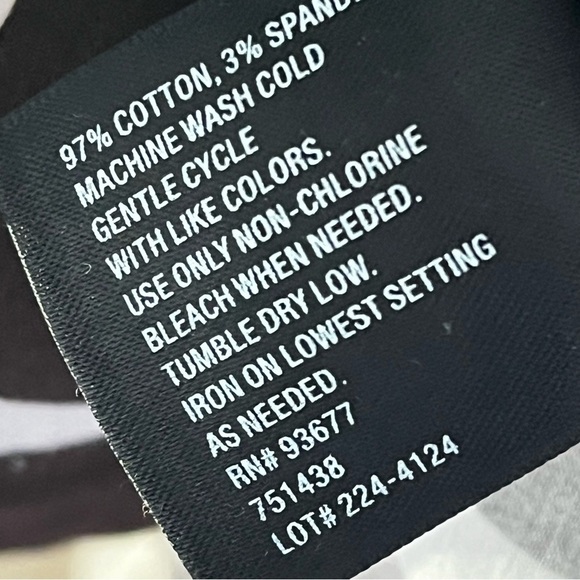 97% COTTON, 3% SPAND
MACHINE WASH COLD
GENTLE CYCLE
WITH LIKE COLORS.
USE ONLY NON-CHLORINE
BLEACH WHEN NEEDED.
TUMBLE DRY LOW.
IRON ON LOWEST SETTING
AS NEEDED.
RN# 93677
751438
LOT# 224-4124